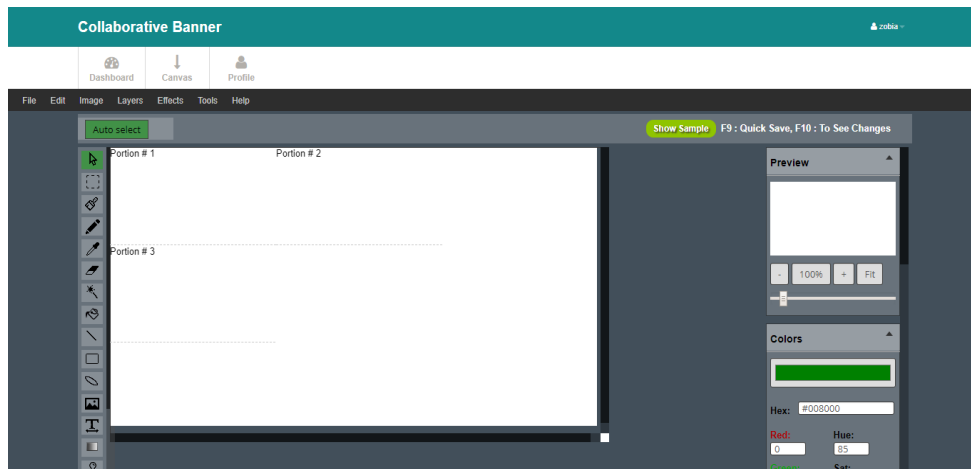 Collaborative Banner
zobia
Dashboard Canvas Profile
File Edit Image Layers Effects Tools Help
Auto select Show Sample F9 : Quick Save, F10 : To See Changes
Portion # 1 Portion # 2
Preview
Portion # 3
- 100% + Fit
Colors
Hex: #008000
Red: Hue:
0 85
Green: Sat: